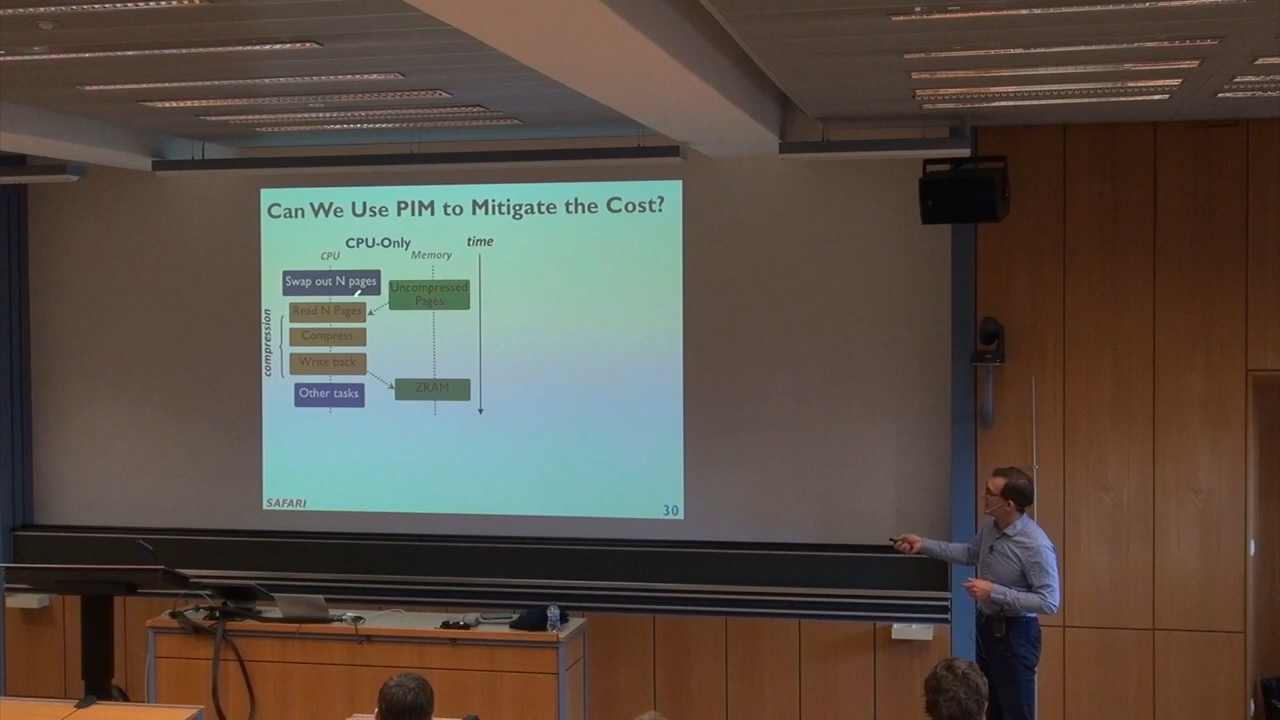 Can We Use PIM to Mitigate the Cost?
CPU-Only
time
CPU
Memory
Swap out N pages
Uncompressed
Pages
Read N Pages
compression
Compress
Write back
ZRAM
Other tasks
SAFARI
30